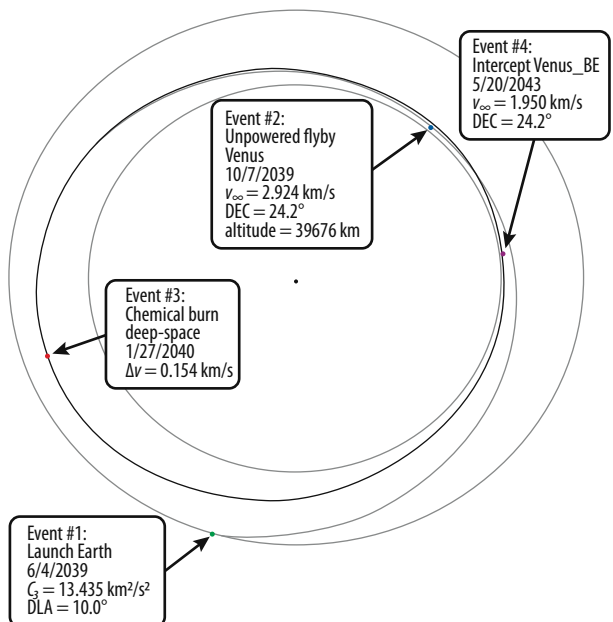 Event #4:
Intercept Venus_BE
5/20/2043
v∞ = 1.950 km/s
DEC = 24.2°
Event #2:
Unpowered flyby
Venus
10/7/2039
v∞ = 2.924 km/s
DEC = 24.2°
altitude = 39676 km
Event #3:
Chemical burn
deep-space
1/27/2040
Δv = 0.154 km/s
Event #1:
Launch Earth
6/4/2039
C₃ = 13.435 km²/s²
DLA = 10.0°